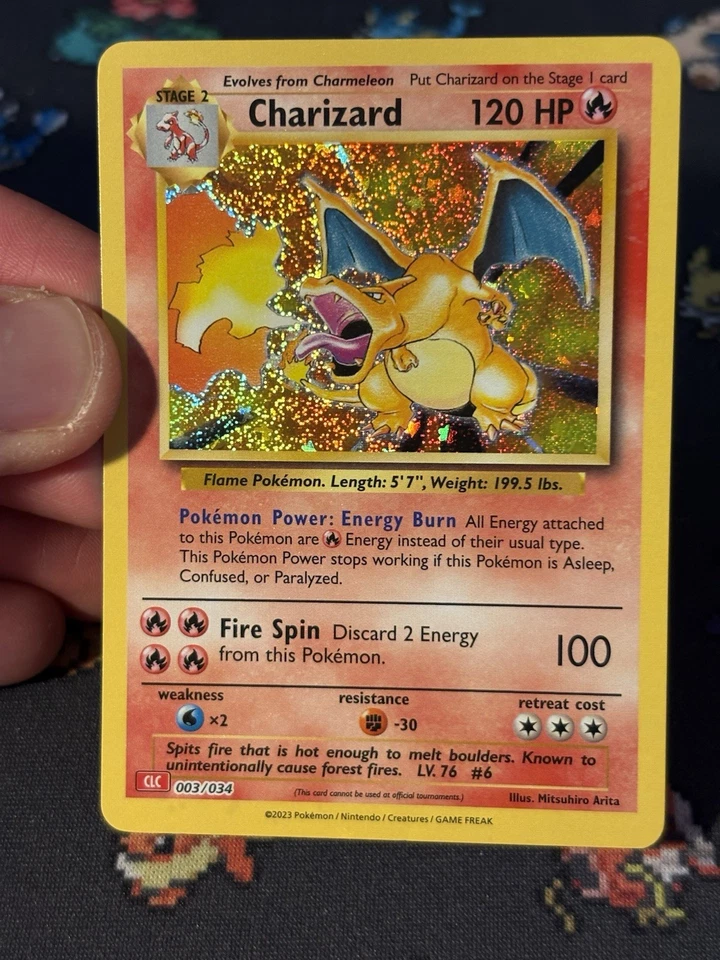 Evolves from Charmeleon Put Charizard on the Stage 1 card
STAGE 2
Charizard 120 HP
Flame Pokémon. Length: 5'7", Weight: 199.5 lbs.
Pokémon Power: Energy Burn All Energy attached
to this Pokémon are Energy instead of their usual type.
This Pokémon Power stops working if this Pokémon is Asleep,
Confused, or Paralyzed.
Fire Spin Discard 2 Energy
from this Pokémon.
100
weakness resistance retreat cost
×2 -30
Spits fire that is hot enough to melt boulders. Known to
unintentionally cause forest fires. LV. 76 #6
CLC 003/034 (This card cannot be used at official tournaments.) Illus. Mitsuhiro Arita
©2023 Pokémon / Nintendo / Creatures / GAME FREAK